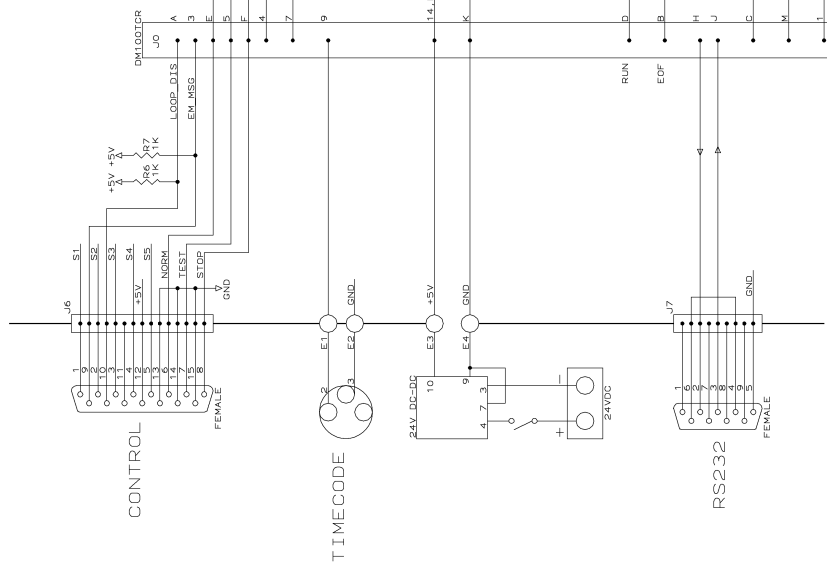 DM100TCR
J0
A
3
E
5
F
4
7
9
14,
K
D
B
H
J
C
M
1
LOOP_DIS
EM_MSG
RUN
EOF
+5V
R7
1K
+5V
R6
1K
S1
S2
S3
S4
+5V
S5
NORM
TEST
STOP
GND
GND
+5V
GND
GND
J6
J7
E1
E2
E3
E4
1
9
2
10
3
11
4
12
5
13
6
14
7
15
8
FEMALE
CONTROL
2
3
TIMECODE
24V DC-DC
10
9
3
7
4
-
+
24VDC
1
6
2
7
3
8
4
9
5
FEMALE
RS232